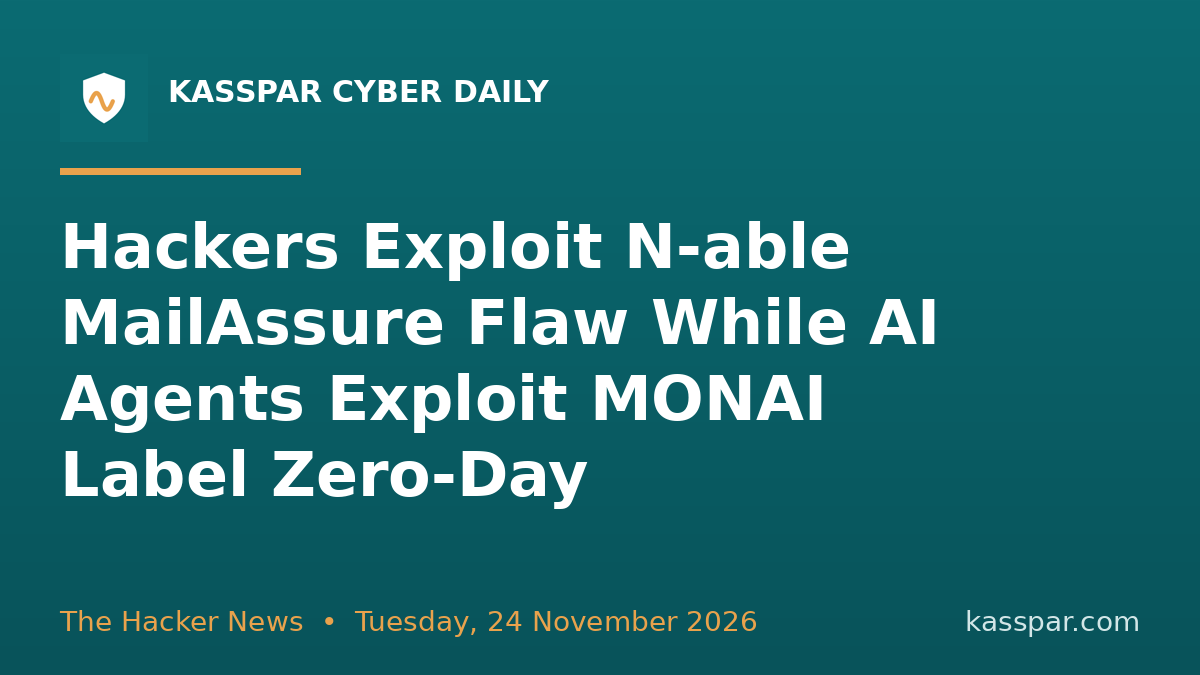 KASSPAR CYBER DAILY
Hackers Exploit N-able
MailAssure Flaw While AI
Agents Exploit MONAI
Label Zero-Day
The Hacker News • Tuesday, 24 November 2026
kasspar.com